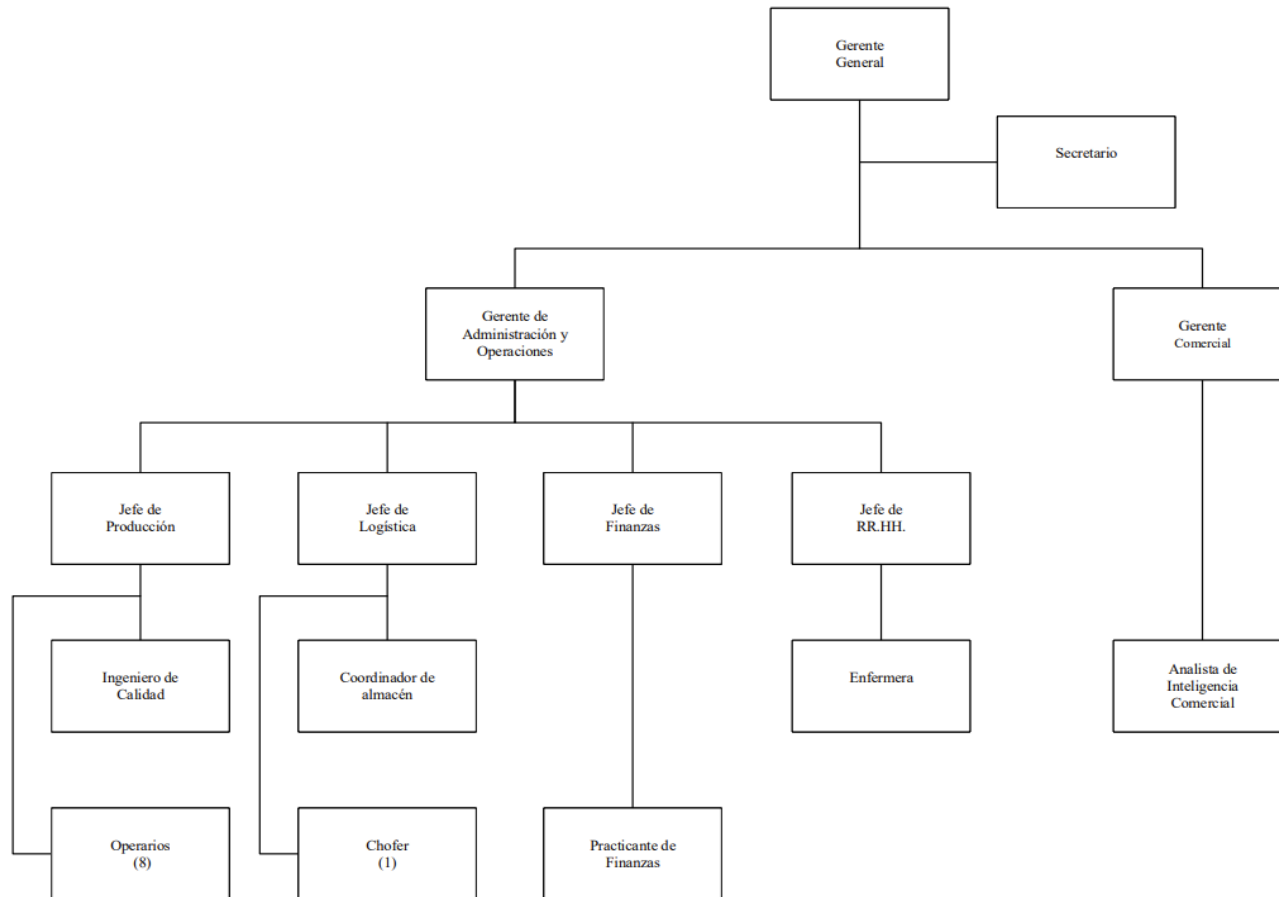 Gerente
General
Secretario
Gerente de
Administración y
Operaciones
Gerente
Comercial
Jefe de
Producción
Jefe de
Logística
Jefe de
Finanzas
Jefe de
RR.HH.
Ingeniero de
Calidad
Coordinador de
almacén
Enfermera
Analista de
Inteligencia
Comercial
Operarios
(8)
Chofer
(1)
Practicante de
Finanzas